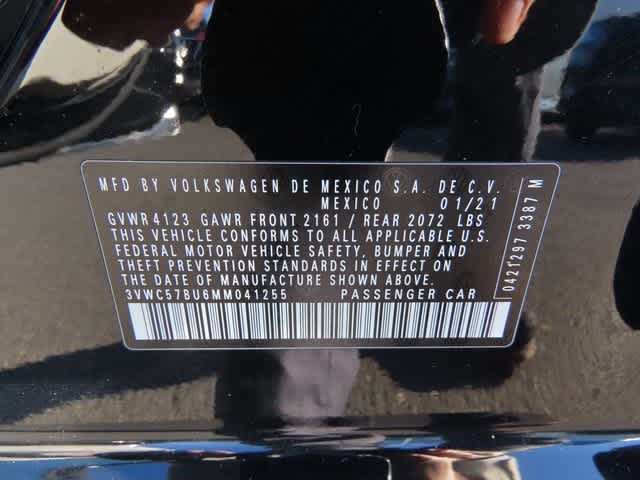 MFD BY VOLKSWAGEN DE MEXICO S.A. DE C.V.
MEXICO 01/21
GVWR 4123 GAWR FRONT 2161 / REAR 2072 LBS
THIS VEHICLE CONFORMS TO ALL APPLICABLE U.S.
FEDERAL MOTOR VEHICLE SAFETY, BUMPER AND
THEFT PREVENTION STANDARDS IN EFFECT ON
THE DATE OF MANUFACTURE SHOWN ABOVE.
3VWC57BU6MM041255 PASSENGER CAR
0421297 3387 M